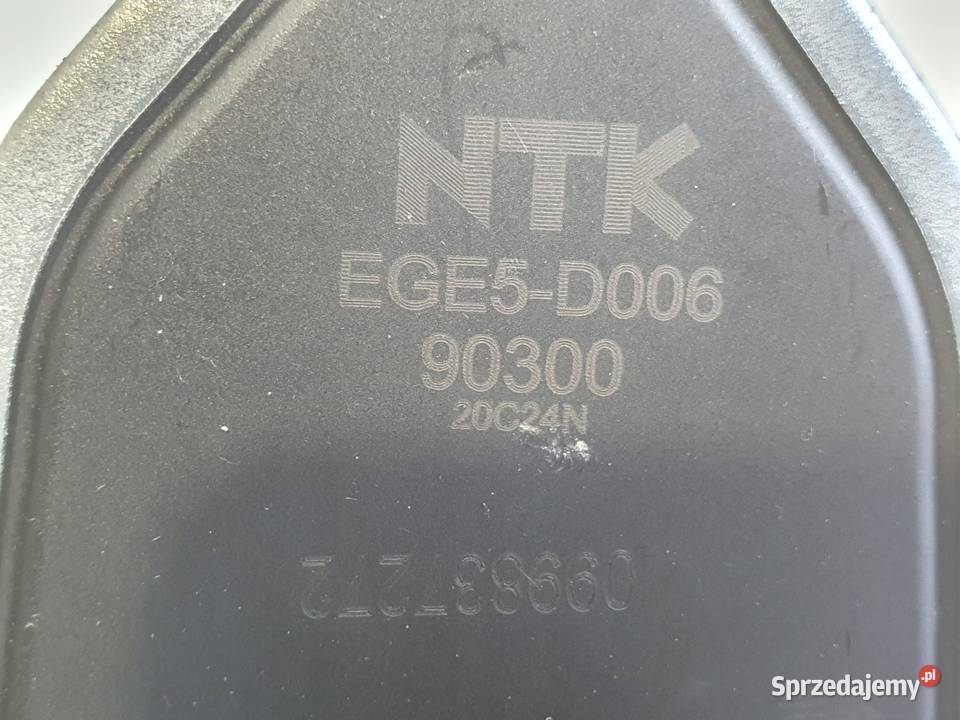 NTK
EGE5-D006
90300
20C24N
Sprzedajemy.pl